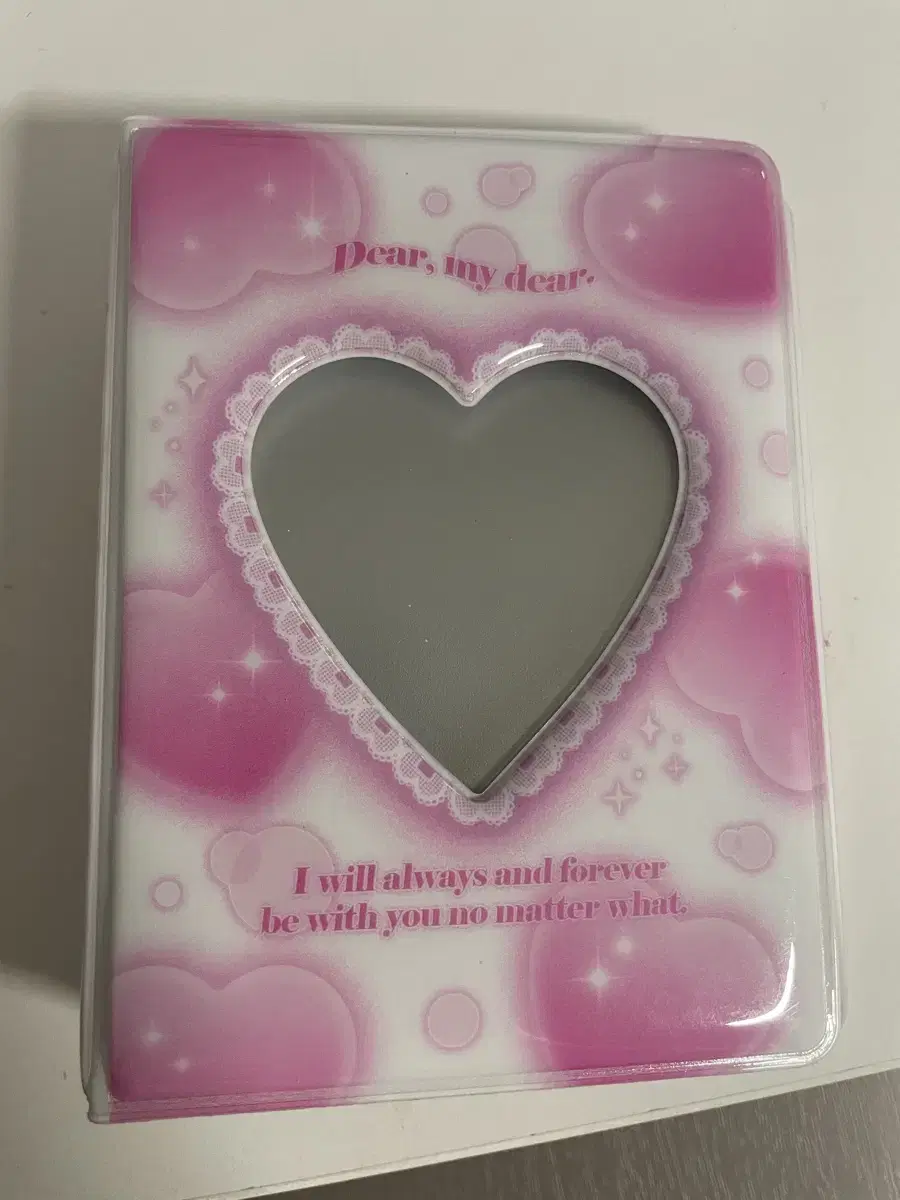 Dear, my dear.
I will always and forever
be with you no matter what.